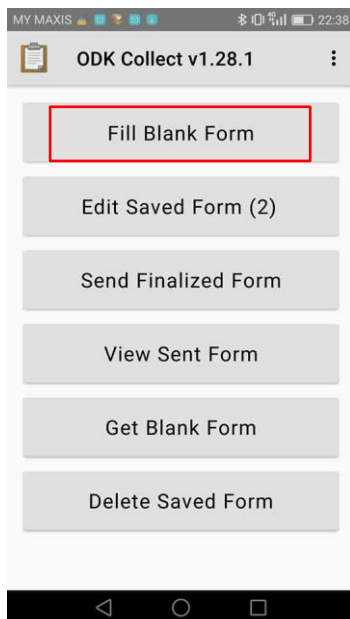 MY MAXIS 22:38
ODK Collect v1.28.1
Fill Blank Form
Edit Saved Form (2)
Send Finalized Form
View Sent Form
Get Blank Form
Delete Saved Form